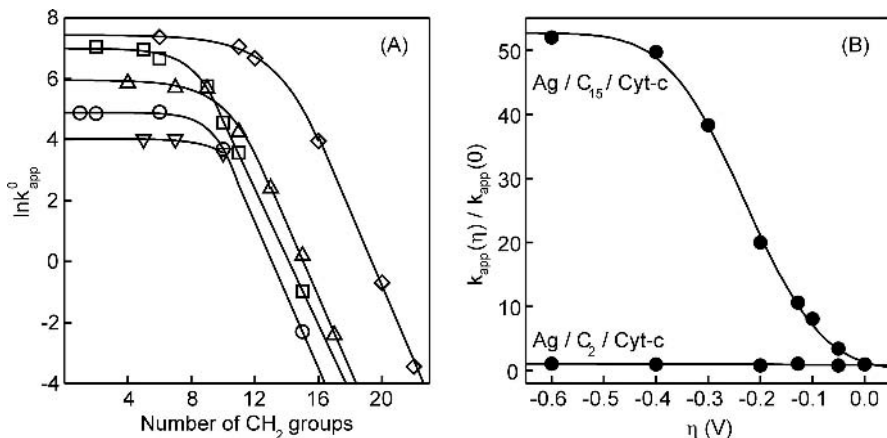 8
6
4
2
0
-2
-4
lnk⁰app
4 8 12 16 20
Number of CH₂ groups
(A)
50
40
30
20
10
0
kapp(η) / kapp(0)
(B)
Ag / C₁₅ / Cyt-c
Ag / C₂ / Cyt-c
-0.6 -0.5 -0.4 -0.3 -0.2 -0.1 0.0
η (V)